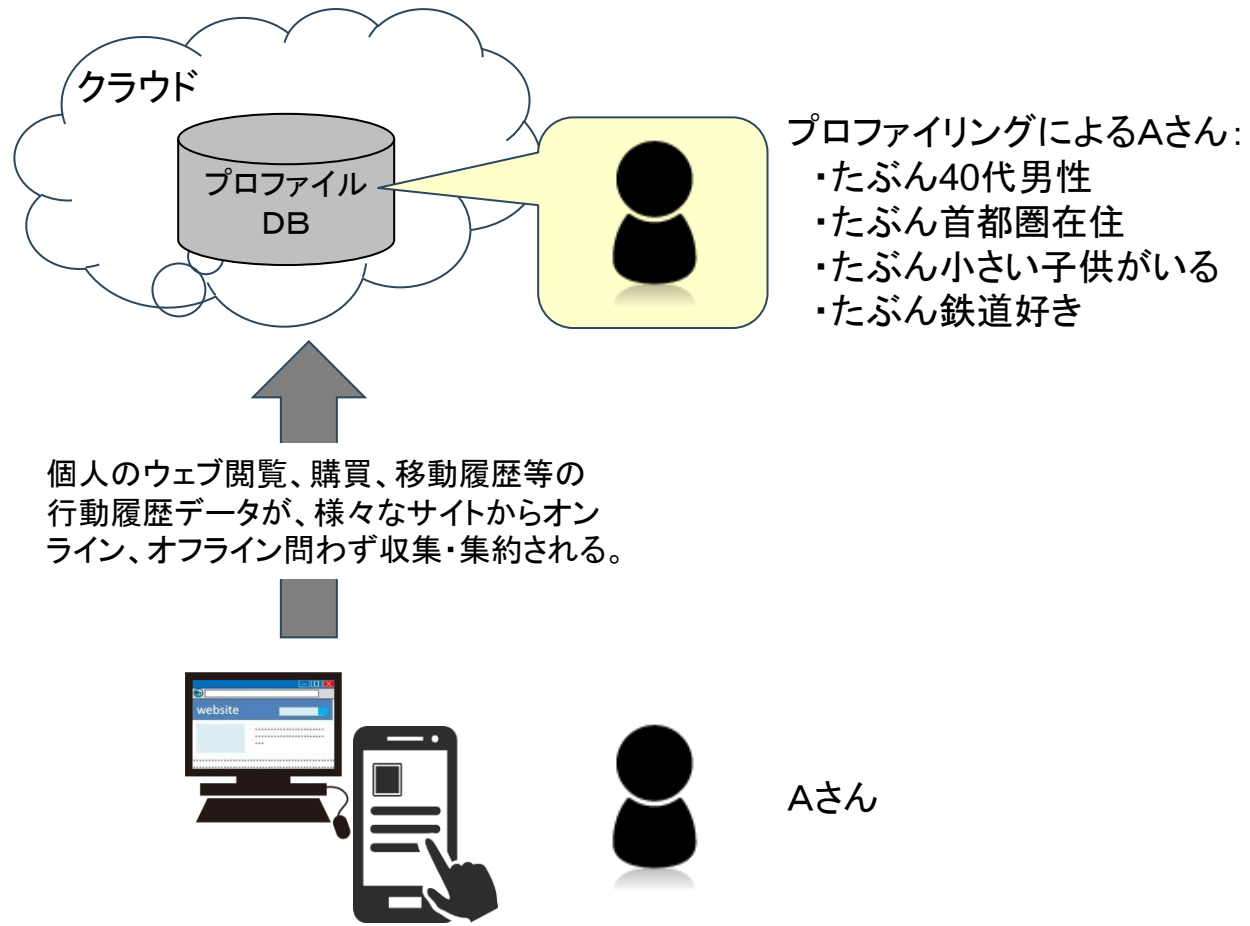 クラウド
プロファイル
DB
プロファイリングによるAさん：
・たぶん40代男性
・たぶん首都圏在住
・たぶん小さい子供がいる
・たぶん鉄道好き
個人のウェブ閲覧、購買、移動履歴等の
行動履歴データが、様々なサイトからオン
ライン、オフライン問わず収集・集約される。
website
Aさん